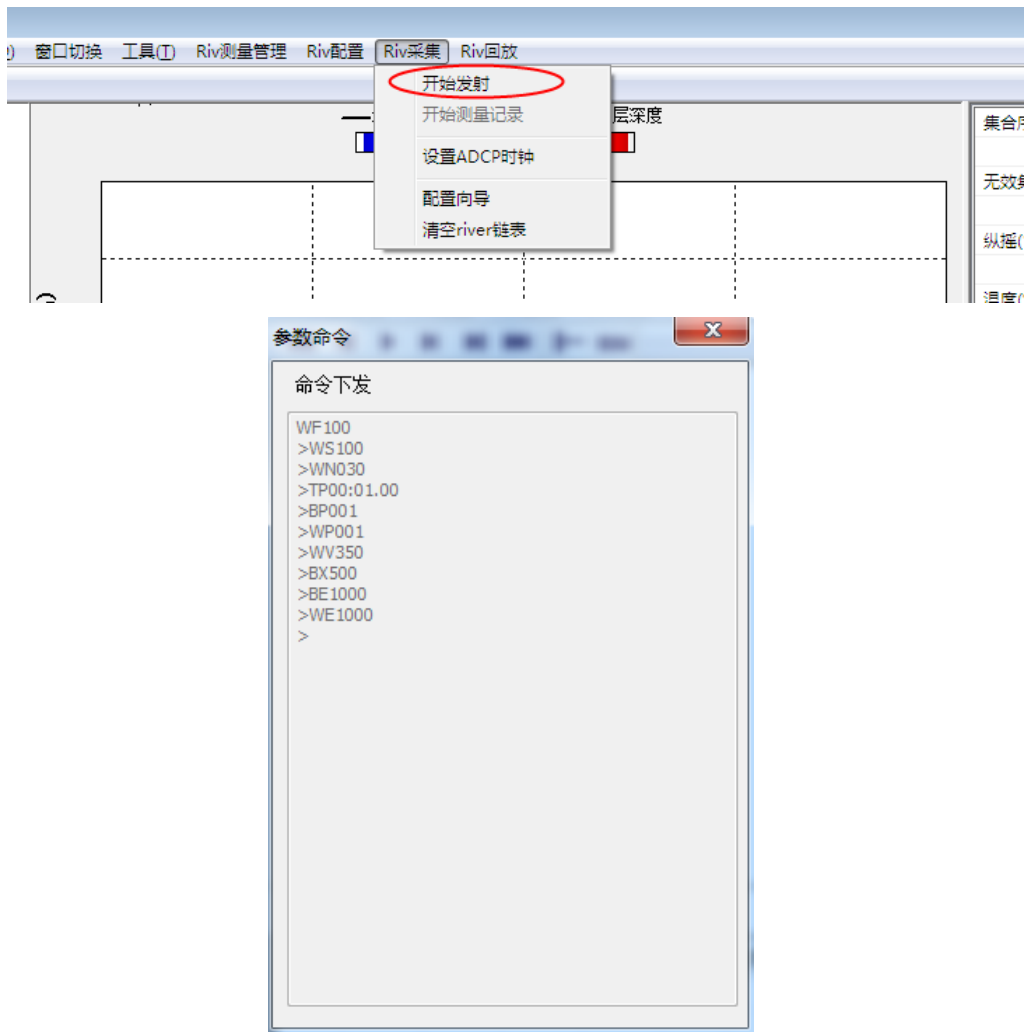 窗口切换 工具(T) Riv测量管理 Riv配置 Riv采集 Riv回放
开始发射
开始测量记录
设置ADCP时钟
配置向导
清空river链表
层深度
集合
无效
纵摇(
温度(
参数命令
命令下发
WF100
>WS100
>WN030
>TP00:01.00
>BP001
>WP001
>WV350
>BX500
>BE1000
>WE1000
>